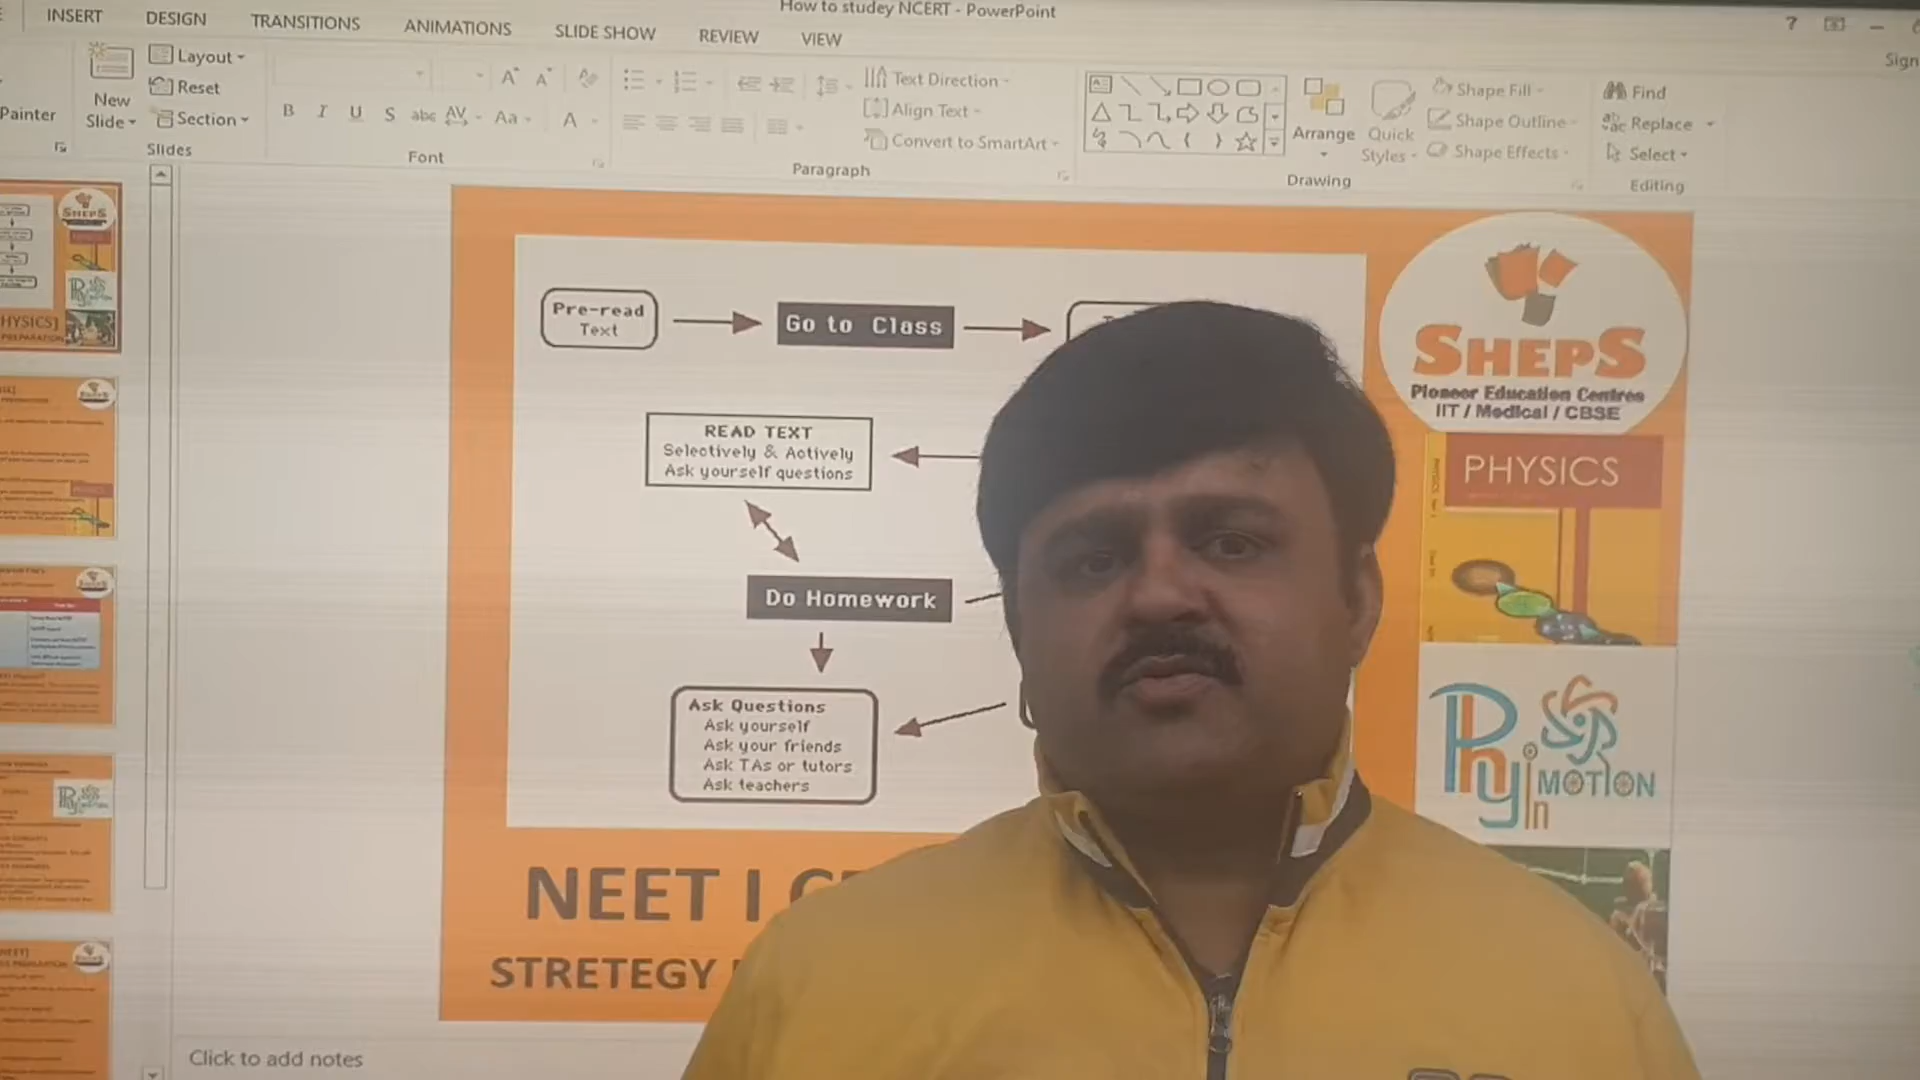 How to studey NCERT - PowerPoint
INSERT
DESIGN
TRANSITIONS
ANIMATIONS
SLIDE SHOW
REVIEW
VIEW
?
Sign
Painter
New
Slide
Layout
Reset
Section
Slides
B I U S abc AV Aa A
Font
Text Direction
Align Text
Convert to SmartArt
Paragraph
Arrange
Quick
Styles
Shape Fill
Shape Outline
Shape Effects
Drawing
Find
Replace
Select
Editing
Pre-read
Text
Go to Class
READ TEXT
Selectively & Actively
Ask yourself questions
Do Homework
Ask Questions
Ask yourself
Ask your friends
Ask TAs or tutors
Ask teachers
SHEPS
Pioneer Education Centres
IIT / Medical / CBSE
PHYSICS
Phy in MOTION
NEET I
STRETEGY
Click to add notes